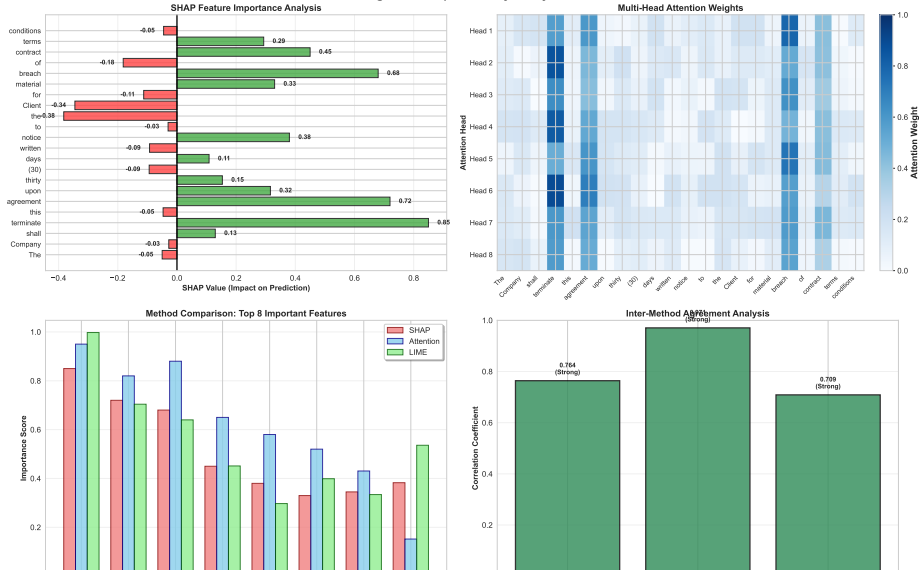 SHAP Feature Importance Analysis
conditions
terms
contract
of
breach
material
for
Client
the
to
notice
written
days
(30)
thirty
upon
agreement
this
terminate
shall
Company
The
-0.05
0.29
0.45
-0.18
0.68
0.33
-0.11
-0.34
-0.38
-0.03
0.38
-0.09
0.11
-0.09
0.15
0.32
0.72
-0.05
0.85
0.13
-0.03
-0.05
-0.4 -0.2 0.0 0.2 0.4 0.6 0.8
SHAP Value (Impact on Prediction)
Multi-Head Attention Weights
Attention Head
Head 1
Head 2
Head 3
Head 4
Head 5
Head 6
Head 7
Head 8
The Company shall terminate this agreement upon thirty (30) days written notice to the Client for material breach of contract terms conditions
1.0
0.8
0.6
0.4
0.2
0.0
Attention Weight
Method Comparison: Top 8 Important Features
SHAP
Attention
LIME
Importance Score
1.0
0.8
0.6
0.4
0.2
Inter-Method Agreement Analysis
Correlation Coefficient
1.0
0.8
0.6
0.4
0.2
0.764
(Strong)
(Strong)
0.709
(Strong)